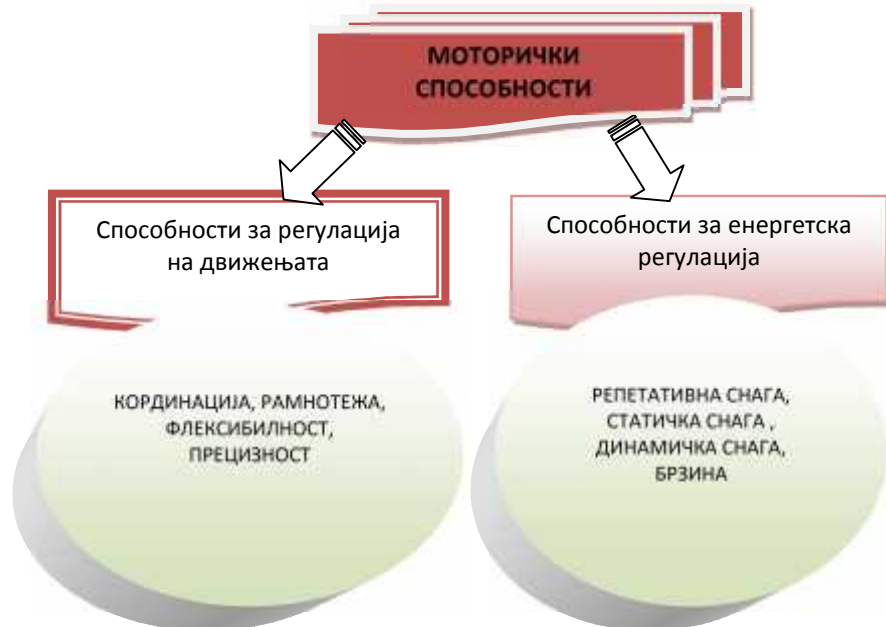 МОТОРИЧКИ
СПОСОБНОСТИ
Способности за регулација
на движењата
Способности за енергетска
регулација
КОРДИНАЦИЈА, РАМНОТЕЖА,
ФЛЕКСИБИЛНОСТ,
ПРЕЦИЗНОСТ
РЕПЕТАТИВНА СНАГА,
СТАТИЧКА СНАГА ,
ДИНАМИЧКА СНАГА,
БРЗИНА